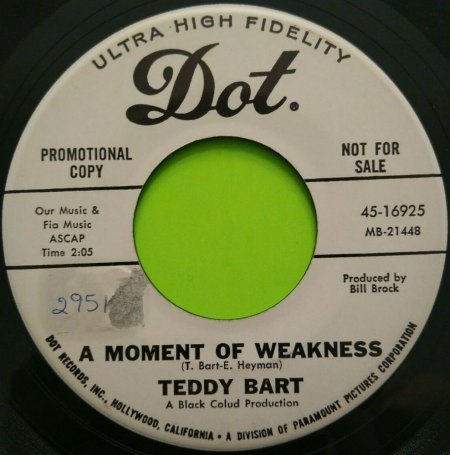 ULTRA HIGH FIDELITY
Dot.
PROMOTIONAL
COPY
NOT FOR
SALE
Our Music &
Fia Music
ASCAP
Time 2:05
45-16925
MB-21448
Produced by
Bill Brock
2951
A MOMENT OF WEAKNESS
(T. Bart-E. Heyman)
TEDDY BART
A Black Colud Production
DOT RECORDS, INC., HOLLYWOOD, CALIFORNIA. • A DIVISION OF PARAMOUNT PICTURES CORPORATION